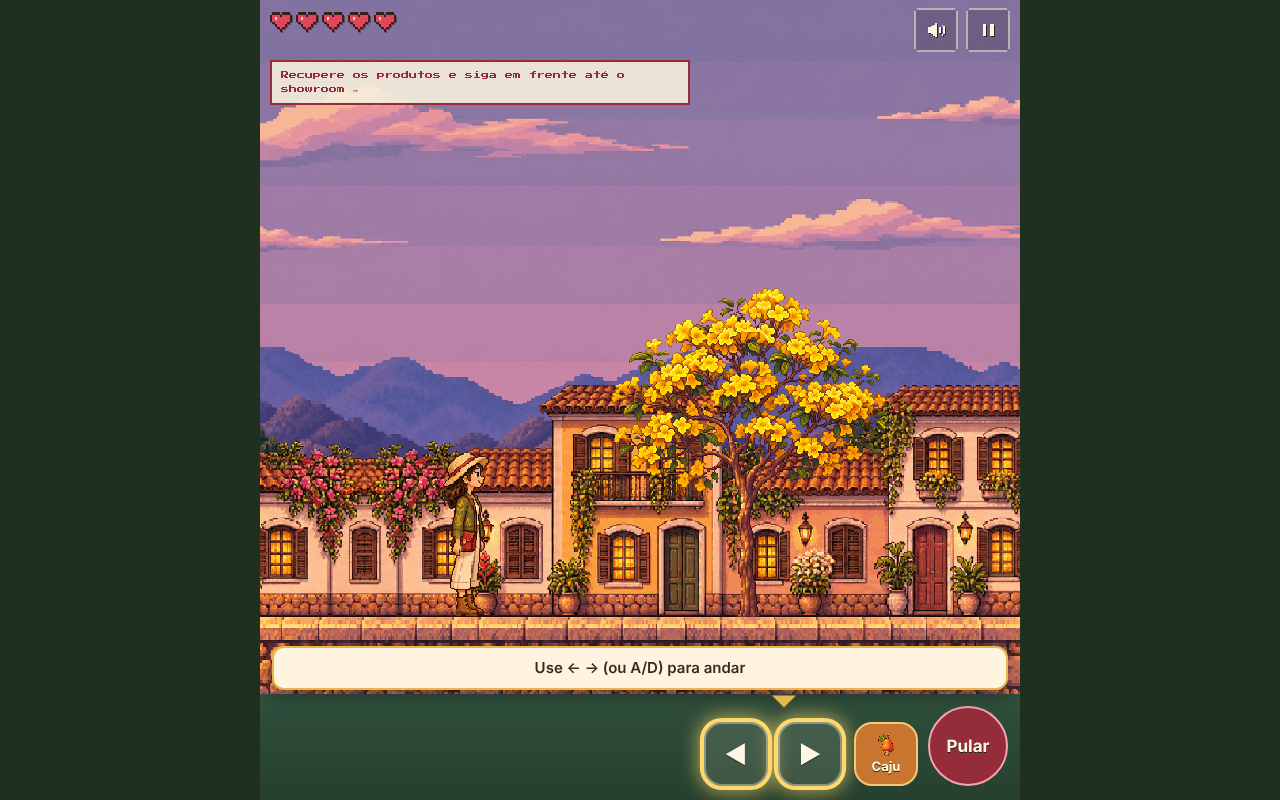 Recupere os produtos e siga em frente até o
showroom →
Use ← → (ou A/D) para andar
◀ ▶ Caju Pular